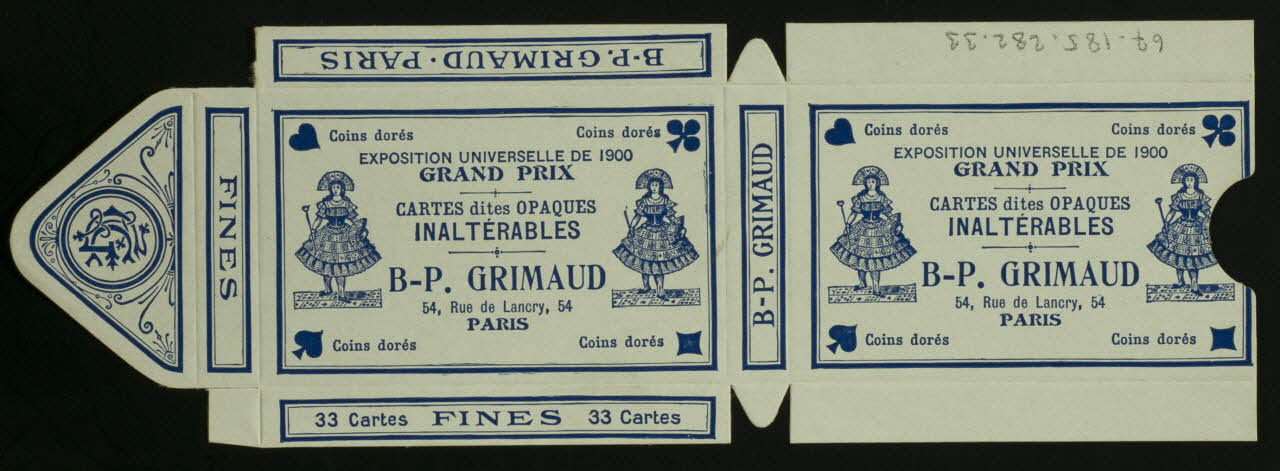 B-P. GRIMAUD · PARIS
67.185.282.33
FINES
Coins dorés
Coins dorés
EXPOSITION UNIVERSELLE DE 1900
GRAND PRIX
CARTES dites OPAQUES
INALTÉRABLES
B-P. GRIMAUD
54, Rue de Lancry, 54
PARIS
Coins dorés
Coins dorés
33 Cartes FINES 33 Cartes
B-P. GRIMAUD
Coins dorés
Coins dorés
EXPOSITION UNIVERSELLE DE 1900
GRAND PRIX
CARTES dites OPAQUES
INALTÉRABLES
B-P. GRIMAUD
54, Rue de Lancry, 54
PARIS
Coins dorés
Coins dorés